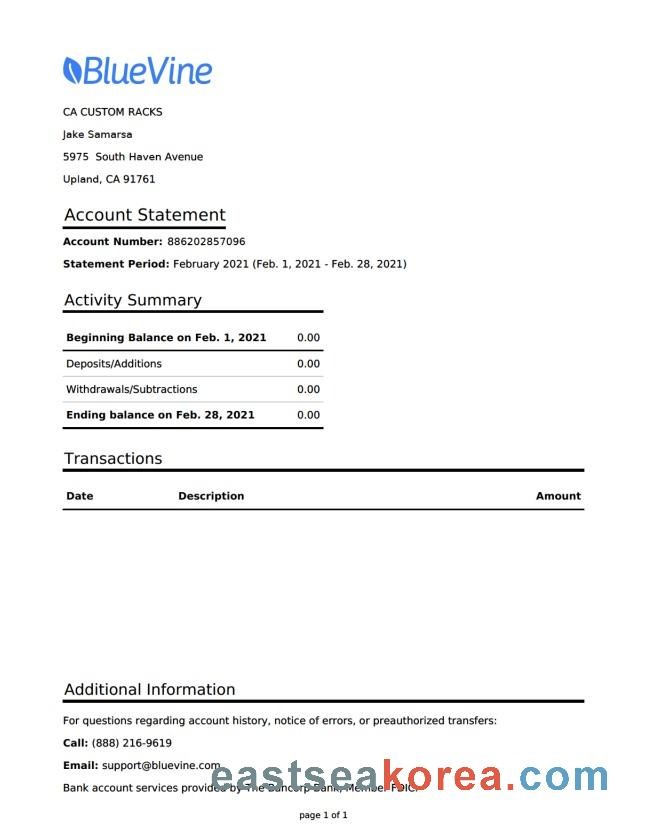 BlueVine
CA CUSTOM RACKS
Jake Samarsa
5975 South Haven Avenue
Upland, CA 91761
Account Statement
Account Number: 886202857096
Statement Period: February 2021 (Feb. 1, 2021 - Feb. 28, 2021)
Activity Summary
Beginning Balance on Feb. 1, 2021 0.00
Deposits/Additions 0.00
Withdrawals/Subtractions 0.00
Ending balance on Feb. 28, 2021 0.00
Transactions
Date Description Amount
Additional Information
For questions regarding account history, notice of errors, or preauthorized transfers:
Call: (888) 216-9619
Email: support@bluevine.com
eastseakorea.com
Bank account services provided by The Bancorp Bank, Member FDIC.
page 1 of 1